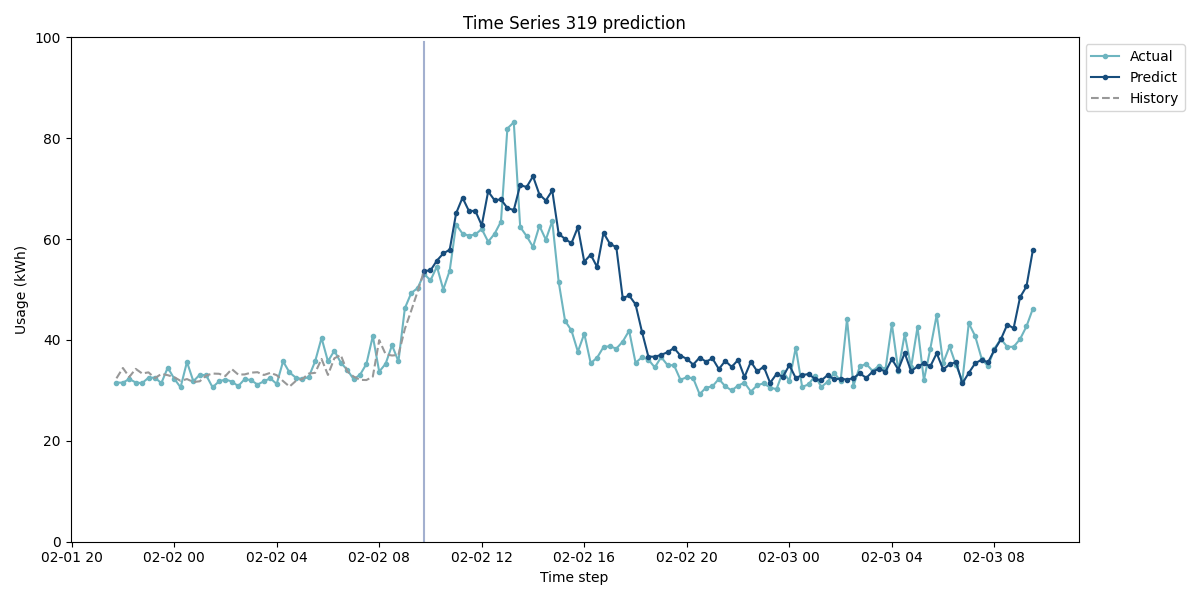 Time Series 319 prediction
100
80
60
40
20
0
Usage (kWh)
02-01 20
02-02 00
02-02 04
02-02 08
02-02 12
02-02 16
02-02 20
02-03 00
02-03 04
02-03 08
Time step
Actual
Predict
History